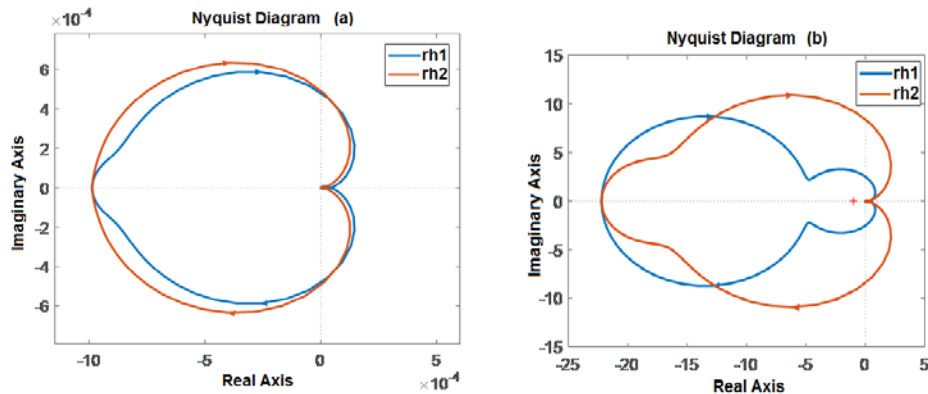 Nyquist Diagram (a)
×10⁻⁴
rh1
rh2
6
4
2
0
-2
-4
-6
Imaginary Axis
-10
-5
0
5
Real Axis
×10⁻⁴
Nyquist Diagram (b)
rh1
rh2
15
10
5
0
-5
-10
-15
Imaginary Axis
-25
-20
-15
-10
-5
0
5
Real Axis